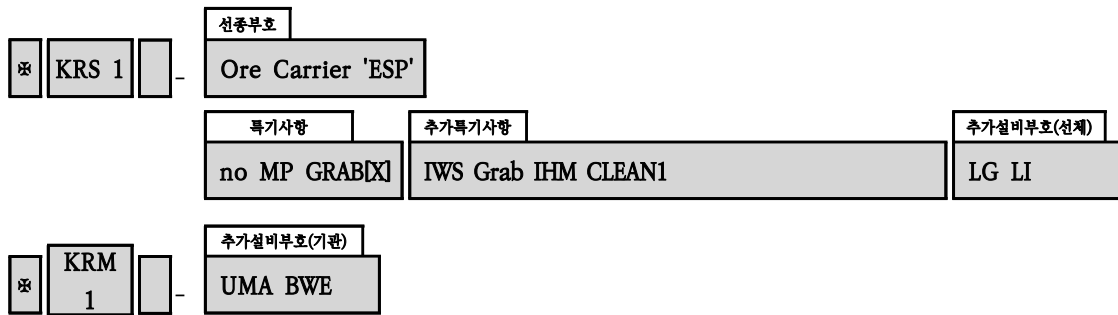 선종부호
✠ KRS 1 - Ore Carrier 'ESP'
특기사항 추가특기사항 추가설비부호(선체)
no MP GRAB[X] IWS Grab IHM CLEAN1 LG LI
추가설비부호(기관)
✠ KRM 1 - UMA BWE